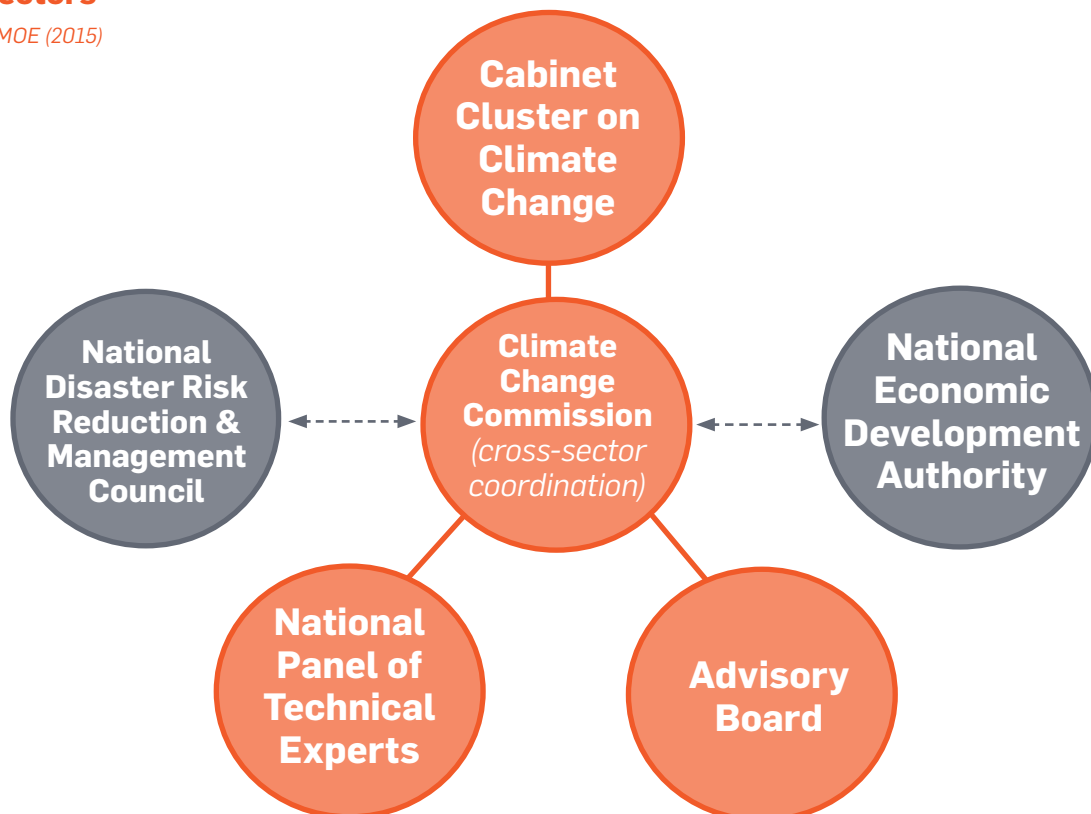 MOE (2015)
Cabinet
Cluster on
Climate
Change
National
Disaster Risk
Reduction &
Management
Council
Climate
Change
Commission
(cross-sector
coordination)
National
Economic
Development
Authority
National
Panel of
Technical
Experts
Advisory
Board